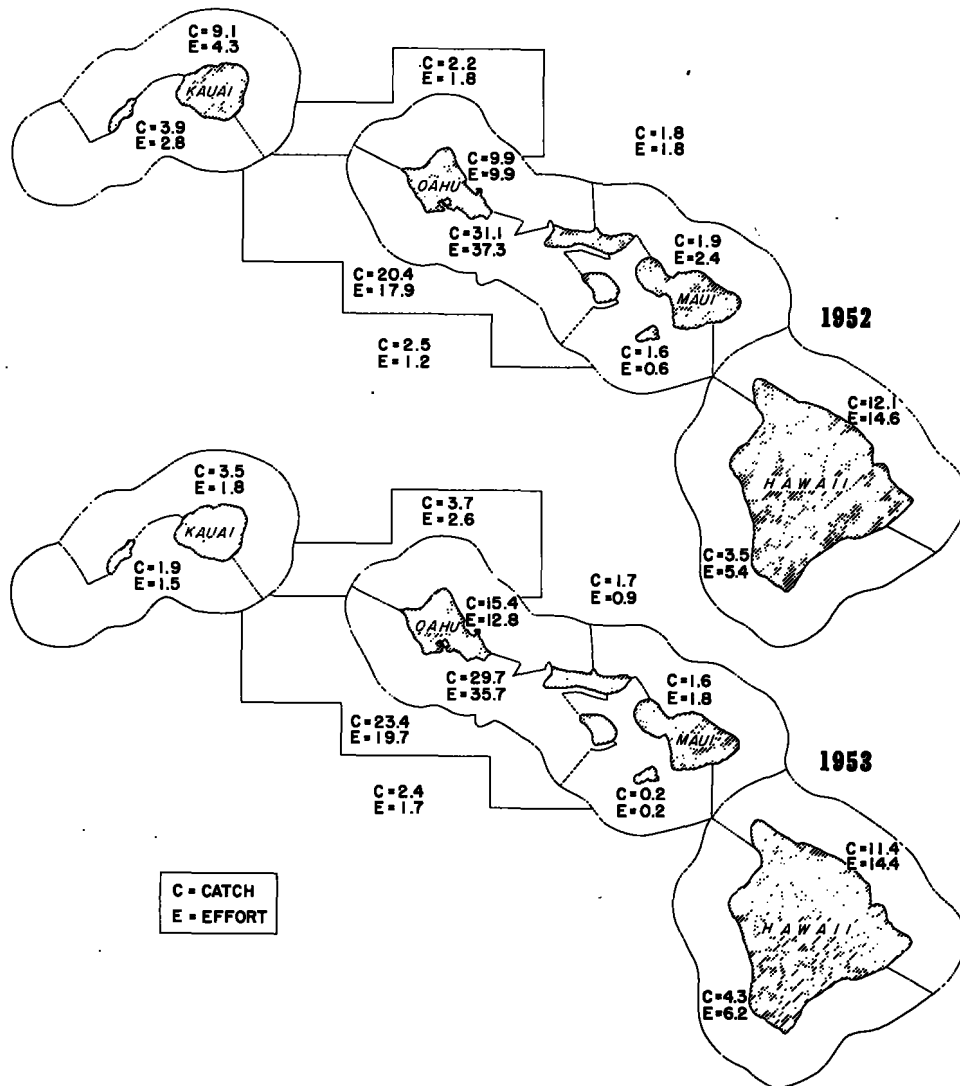 C=9.1
E=4.3
KAUAI
C=3.9
E=2.8
C=2.2
E=1.8
C=1.8
E=1.8
C=9.9
E=9.9
OAHU
C=31.1
E=37.3
C=1.9
E=2.4
MAUI
C=20.4
E=17.9
1952
C=2.5
E=1.2
C=1.6
E=0.6
C=12.1
E=14.6
HAWAII
C=3.5
E=5.4
C=3.5
E=1.8
KAUAI
C=1.9
E=1.5
C=3.7
E=2.6
C=1.7
E=0.9
C=15.4
E=12.8
OAHU
C=29.7
E=35.7
C=1.6
E=1.8
MAUI
C=23.4
E=19.7
1953
C=2.4
E=1.7
C=0.2
E=0.2
C=11.4
E=14.4
HAWAII
C=4.3
E=6.2
C = CATCH
E = EFFORT